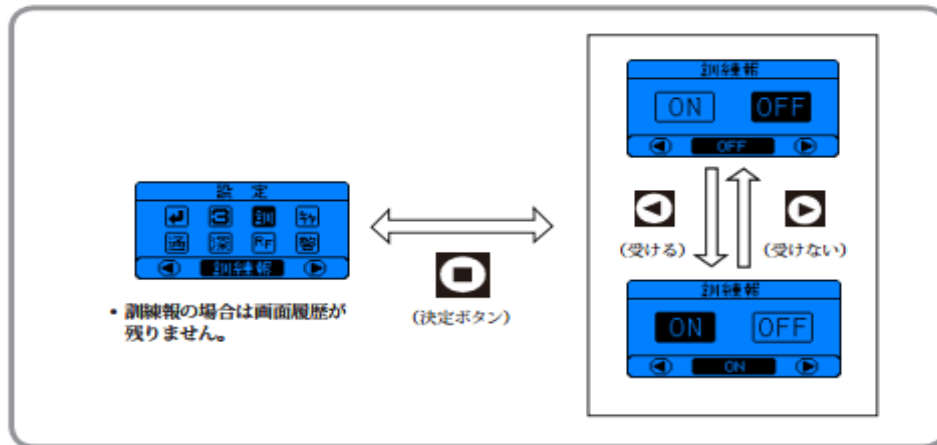 設 定
3 訓 キャ
通 深 RF 警
訓練報
• 訓練報の場合は画面履歴が
残りません。
(決定ボタン)
訓練報
ON OFF
OFF
(受ける) (受けない)
訓練報
ON OFF
ON